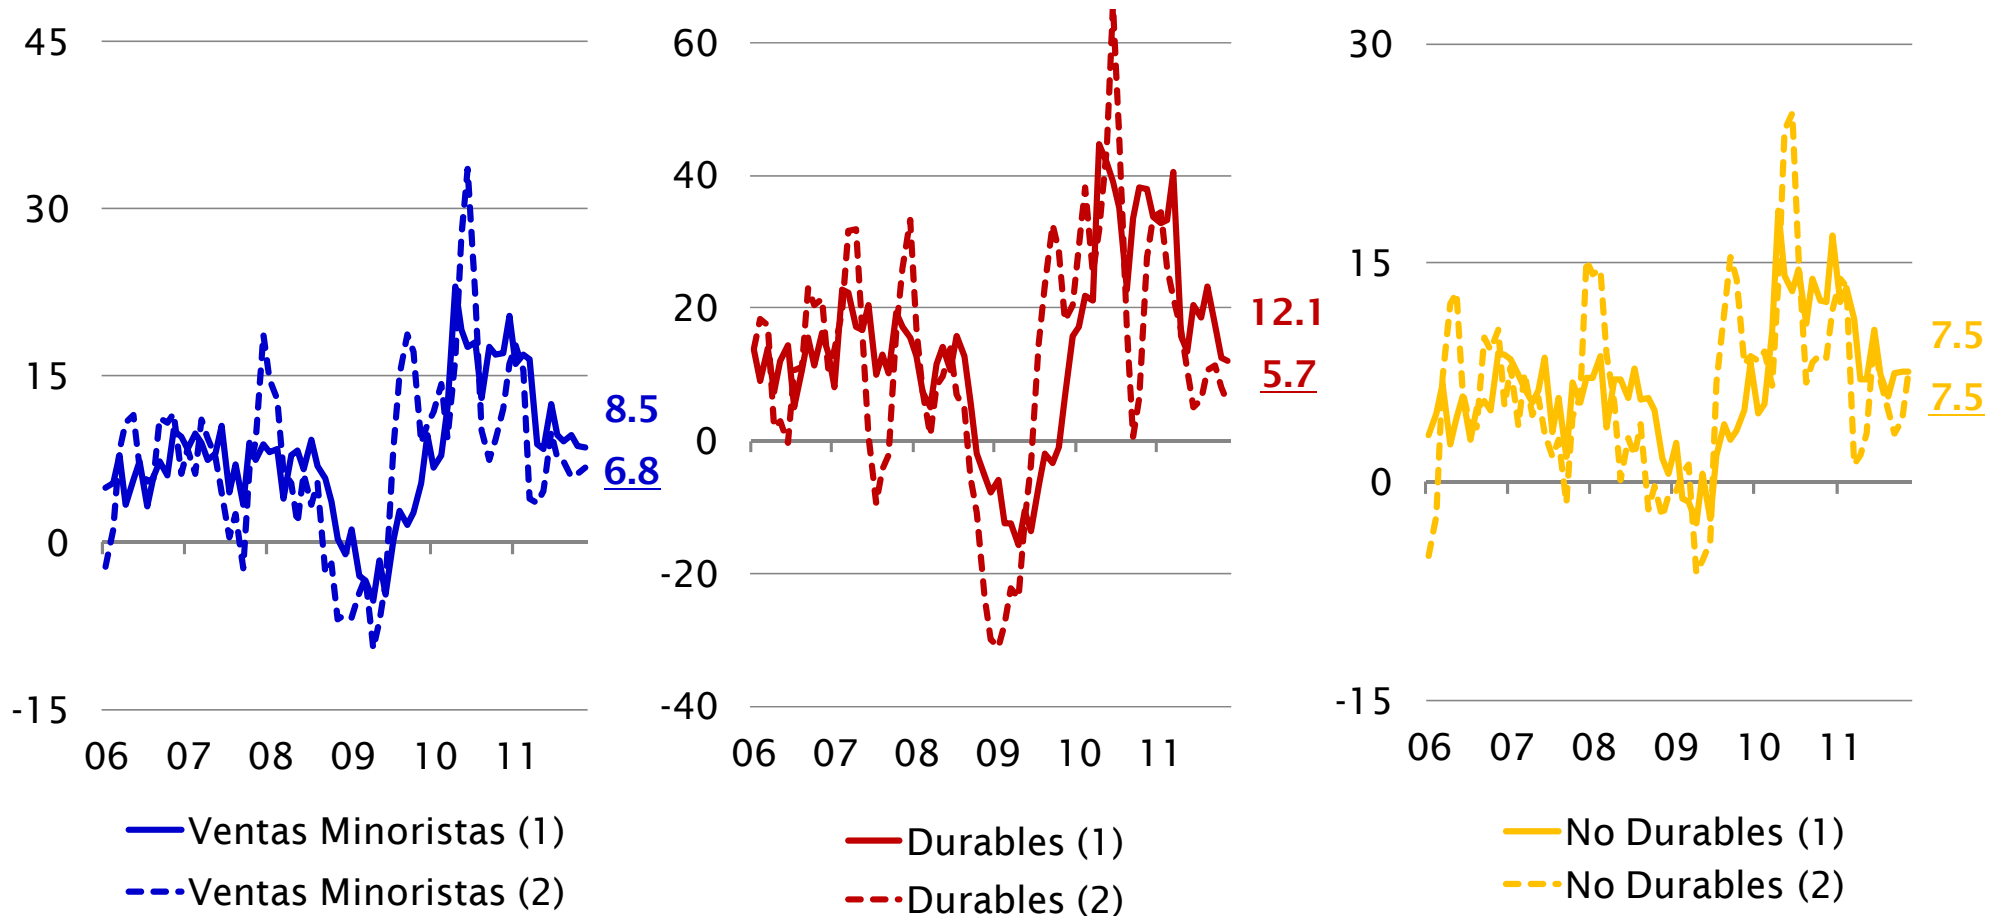 45
30
15
0
-15
06 07 08 09 10 11
8.5
6.8
Ventas Minoristas (1)
Ventas Minoristas (2)
60
40
20
0
-20
-40
06 07 08 09 10 11
12.1
5.7
Durables (1)
Durables (2)
30
15
0
-15
06 07 08 09 10 11
7.5
7.5
No Durables (1)
No Durables (2)